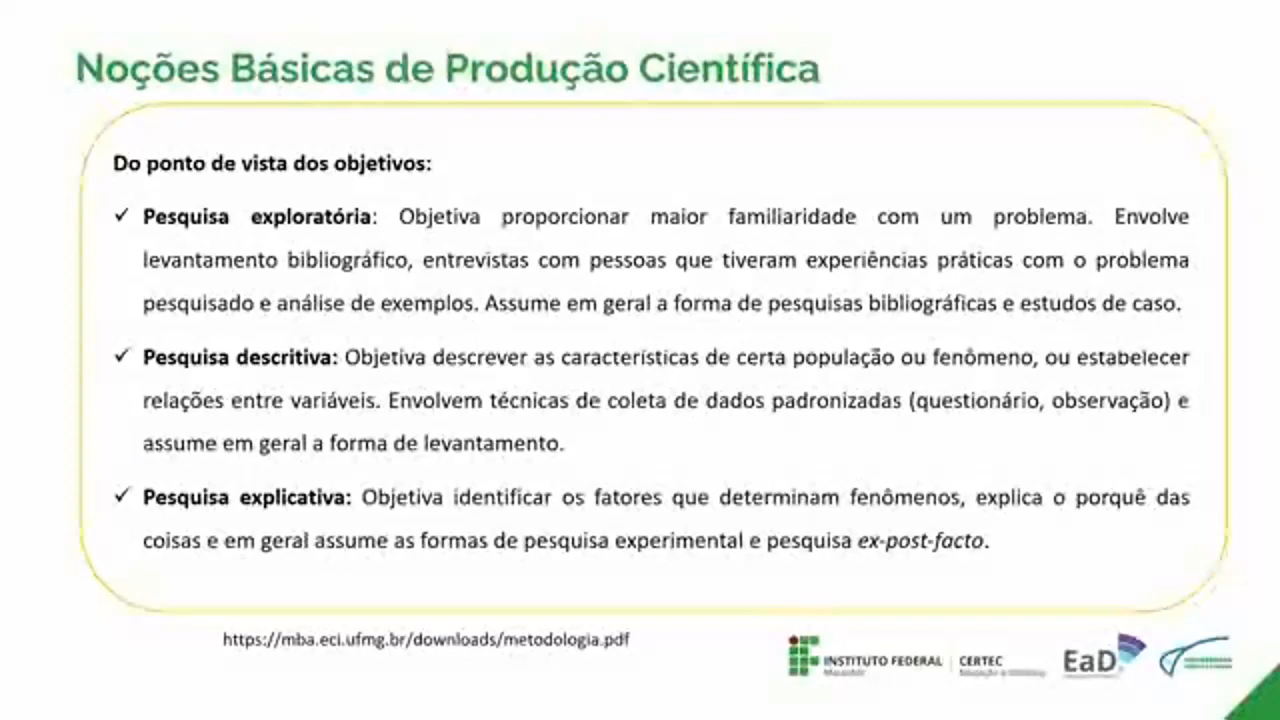 Noções Básicas de Produção Científica
Do ponto de vista dos objetivos:
✓ Pesquisa exploratória: Objetiva proporcionar maior familiaridade com um problema. Envolve
levantamento bibliográfico, entrevistas com pessoas que tiveram experiências práticas com o problema
pesquisado e análise de exemplos. Assume em geral a forma de pesquisas bibliográficas e estudos de caso.
✓ Pesquisa descritiva: Objetiva descrever as características de certa população ou fenômeno, ou estabelecer
relações entre variáveis. Envolvem técnicas de coleta de dados padronizadas (questionário, observação) e
assume em geral a forma de levantamento.
✓ Pesquisa explicativa: Objetiva identificar os fatores que determinam fenômenos, explica o porquê das
coisas e em geral assume as formas de pesquisa experimental e pesquisa ex-post-facto.
https://mba.eci.ufmg.br/downloads/metodologia.pdf
INSTITUTO FEDERAL
CERTEC
EaD